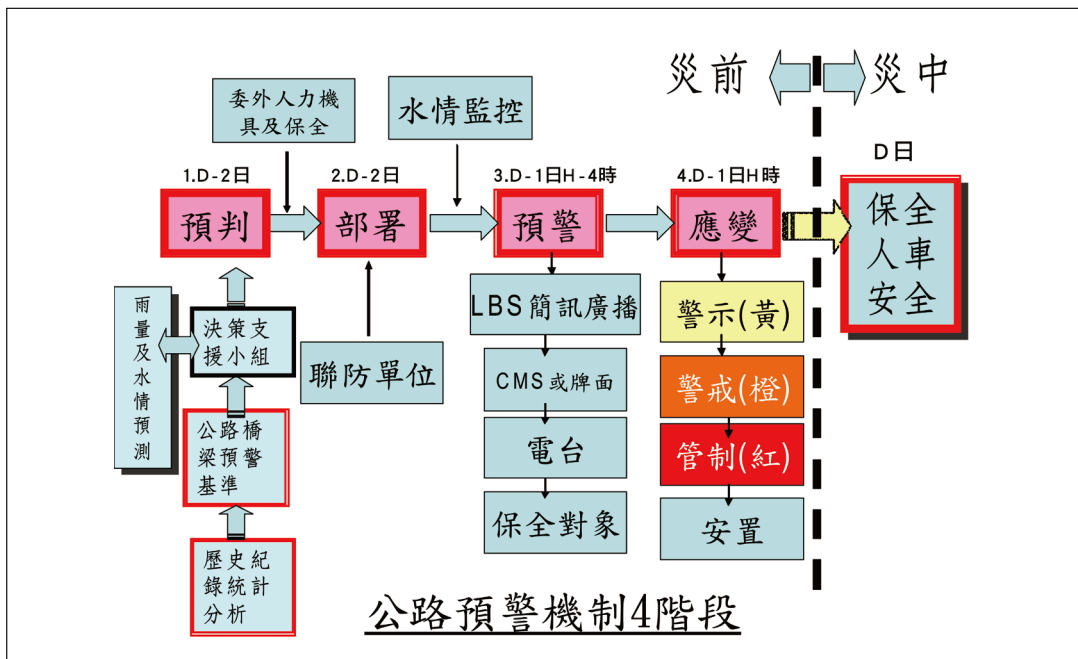 災前
災中
委外人力機
具及保全
水情監控
1.D-2日
預判
2.D-2日
部署
3.D-1日H-4時
預警
4.D-1日H時
應變
D日
保全
人車
安全
雨量及水情預測
決策支
援小組
公路橋
梁預警
基準
歷史紀
錄統計
分析
聯防單位
LBS簡訊廣播
CMS或牌面
電台
保全對象
警示(黃)
警戒(橙)
管制(紅)
安置
公路預警機制4階段